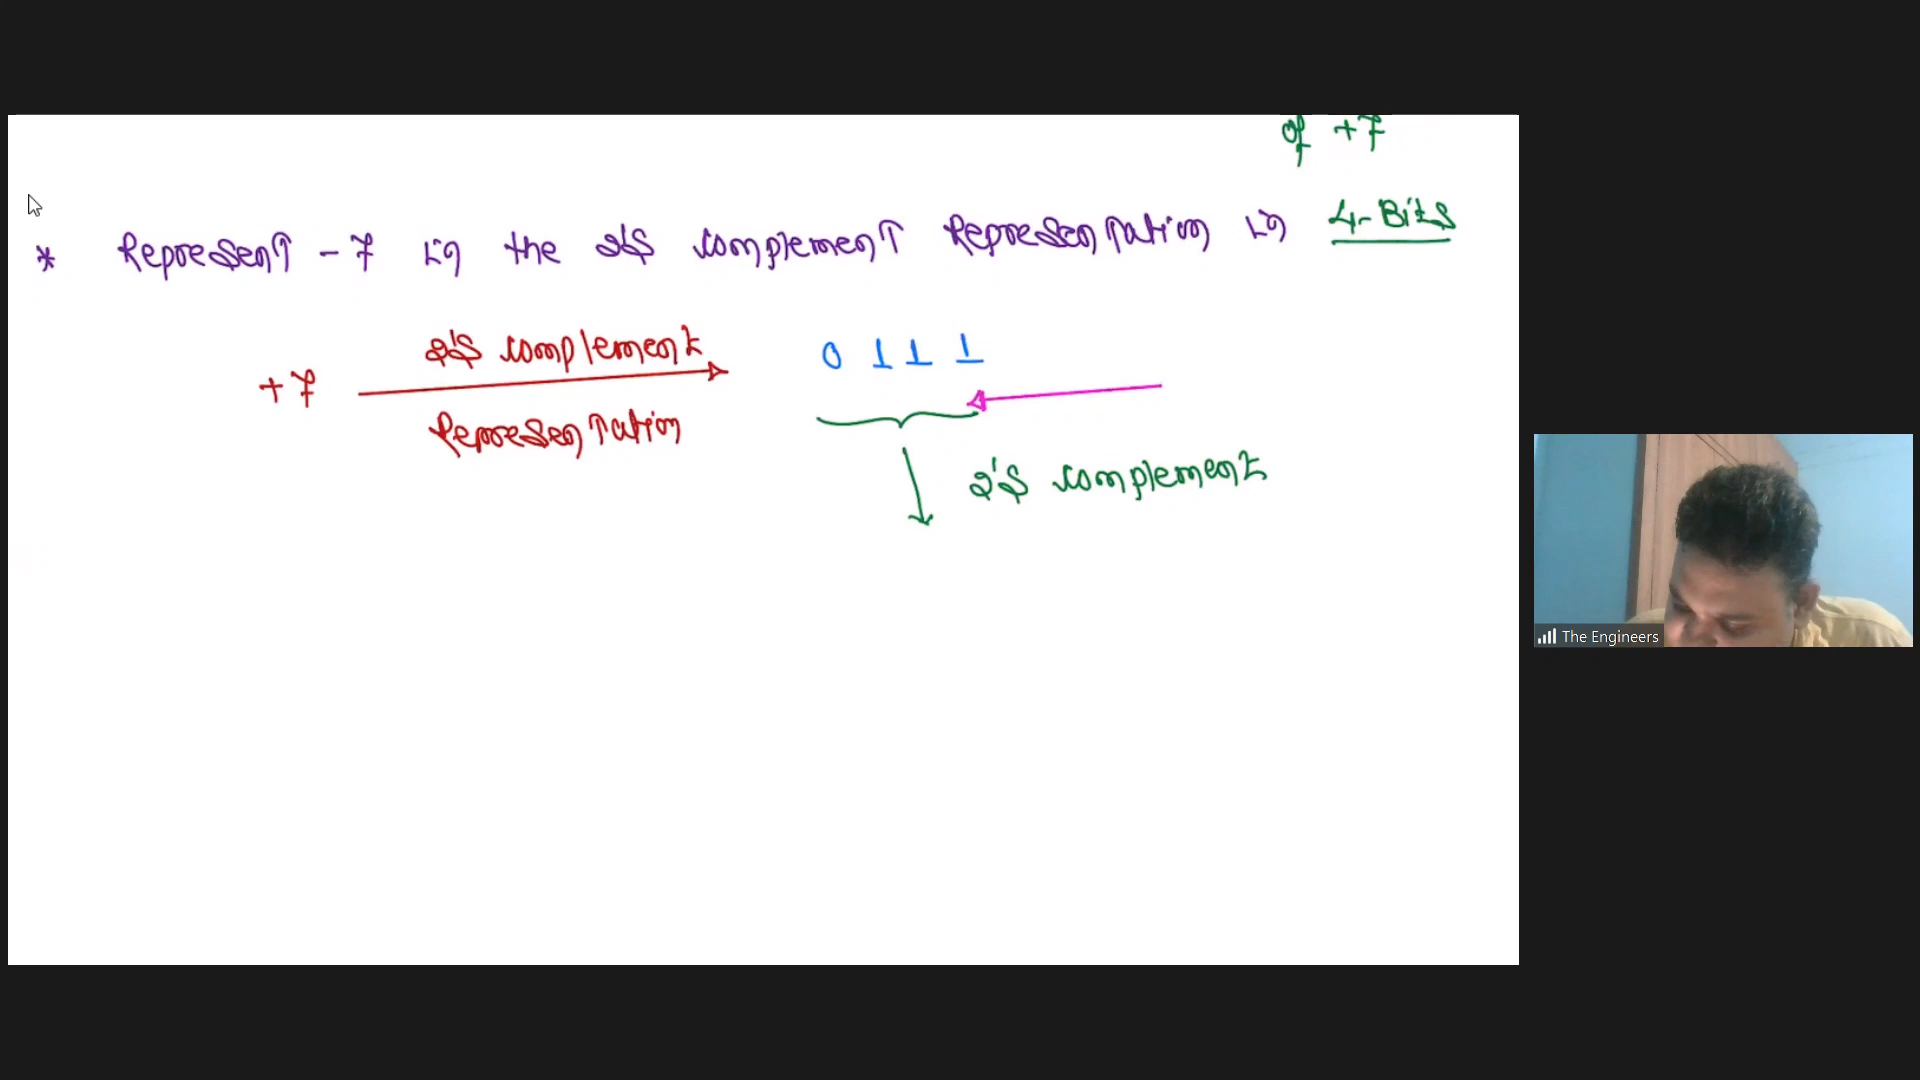 of +7
* Represent -7 in the 2's complement Representation in 4-Bits
2's complement
+7
Representation
0 1 1 1
2's complement
The Engineers